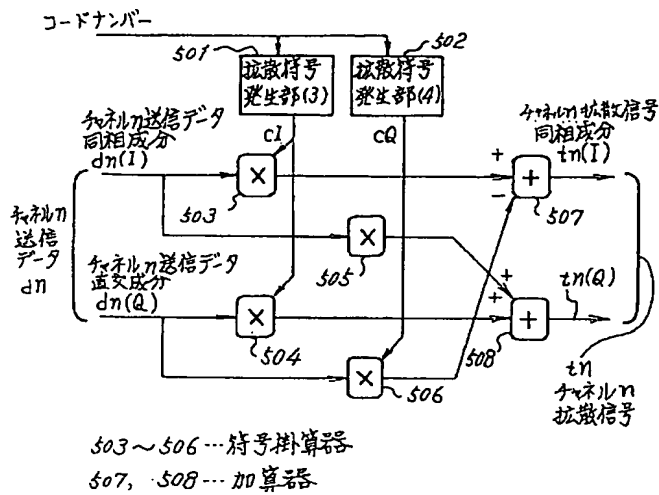 コードナンバー
501
502
拡散符号
発生部(3)
拡散符号
発生部(4)
チャネルn送信データ
同相成分
dn(I)
cI
cQ
チャネルn拡散信号
同相成分
tn(I)
×
503
+
−
+
507
チャネルn
送信
データ
dn
×
505
チャネルn送信データ
直交成分
dn(Q)
×
504
+
+
+
508
tn(Q)
×
506
tn
チャネルn
拡散信号
503〜506…符号掛算器
507, 508…加算器